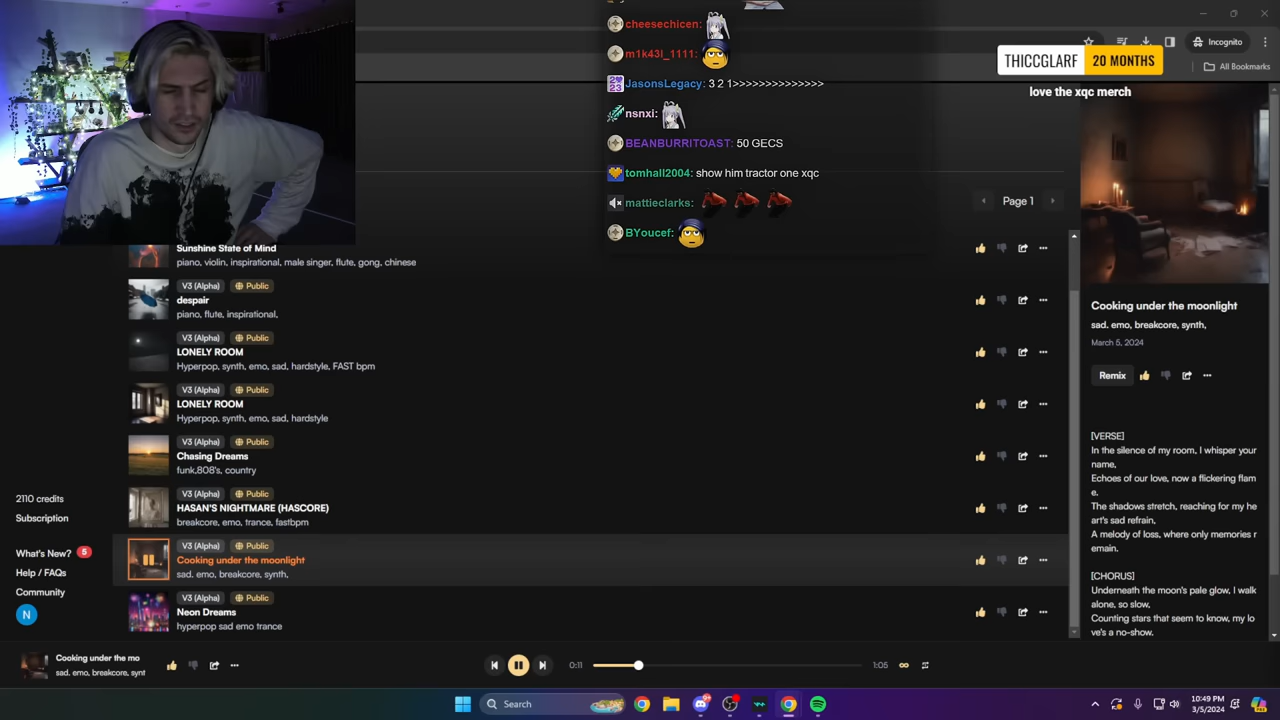 cheesechicen:
m1k43l_1111:
JasonsLegacy: 3 2 1>>>>>>>>>>>>>>
nsnxi:
BEANBURRITOAST: 50 GECS
tomhall2004: show him tractor one xqc
mattieclarks:
BYoucef:
Incognito
All Bookmarks
THICCGLARF 20 MONTHS
love the xqc merch
Page 1
Sunshine State of Mind
piano, violin, inspirational, male singer, flute, gong, chinese
V3 (Alpha) Public
despair
piano, flute, inspirational,
V3 (Alpha) Public
LONELY ROOM
Hyperpop, synth, emo, sad, hardstyle, FAST bpm
V3 (Alpha) Public
LONELY ROOM
Hyperpop, synth, emo, sad, hardstyle
V3 (Alpha) Public
Chasing Dreams
funk,808's, country
V3 (Alpha) Public
HASAN'S NIGHTMARE (HASCORE)
breakcore, emo, trance, fastbpm
V3 (Alpha) Public
Cooking under the moonlight
sad. emo, breakcore, synth,
V3 (Alpha) Public
Neon Dreams
hyperpop sad emo trance
2110 credits
Subscription
What's New? 5
Help / FAQs
Community
N
Cooking under the moonlight
sad. emo, breakcore, synth,
March 5, 2024
Remix
[VERSE]
In the silence of my room, I whisper your
name,
Echoes of our love, now a flickering flam
e.
The shadows stretch, reaching for my he
art's sad refrain,
A melody of loss, where only memories r
emain.
[CHORUS]
Underneath the moon's pale glow, I walk
alone, so slow,
Counting stars that seem to know, my lo
ve's a no-show.
Cooking under the mo
sad. emo, breakcore, synt
0:11
1:05
Search
10:49 PM
3/5/2024